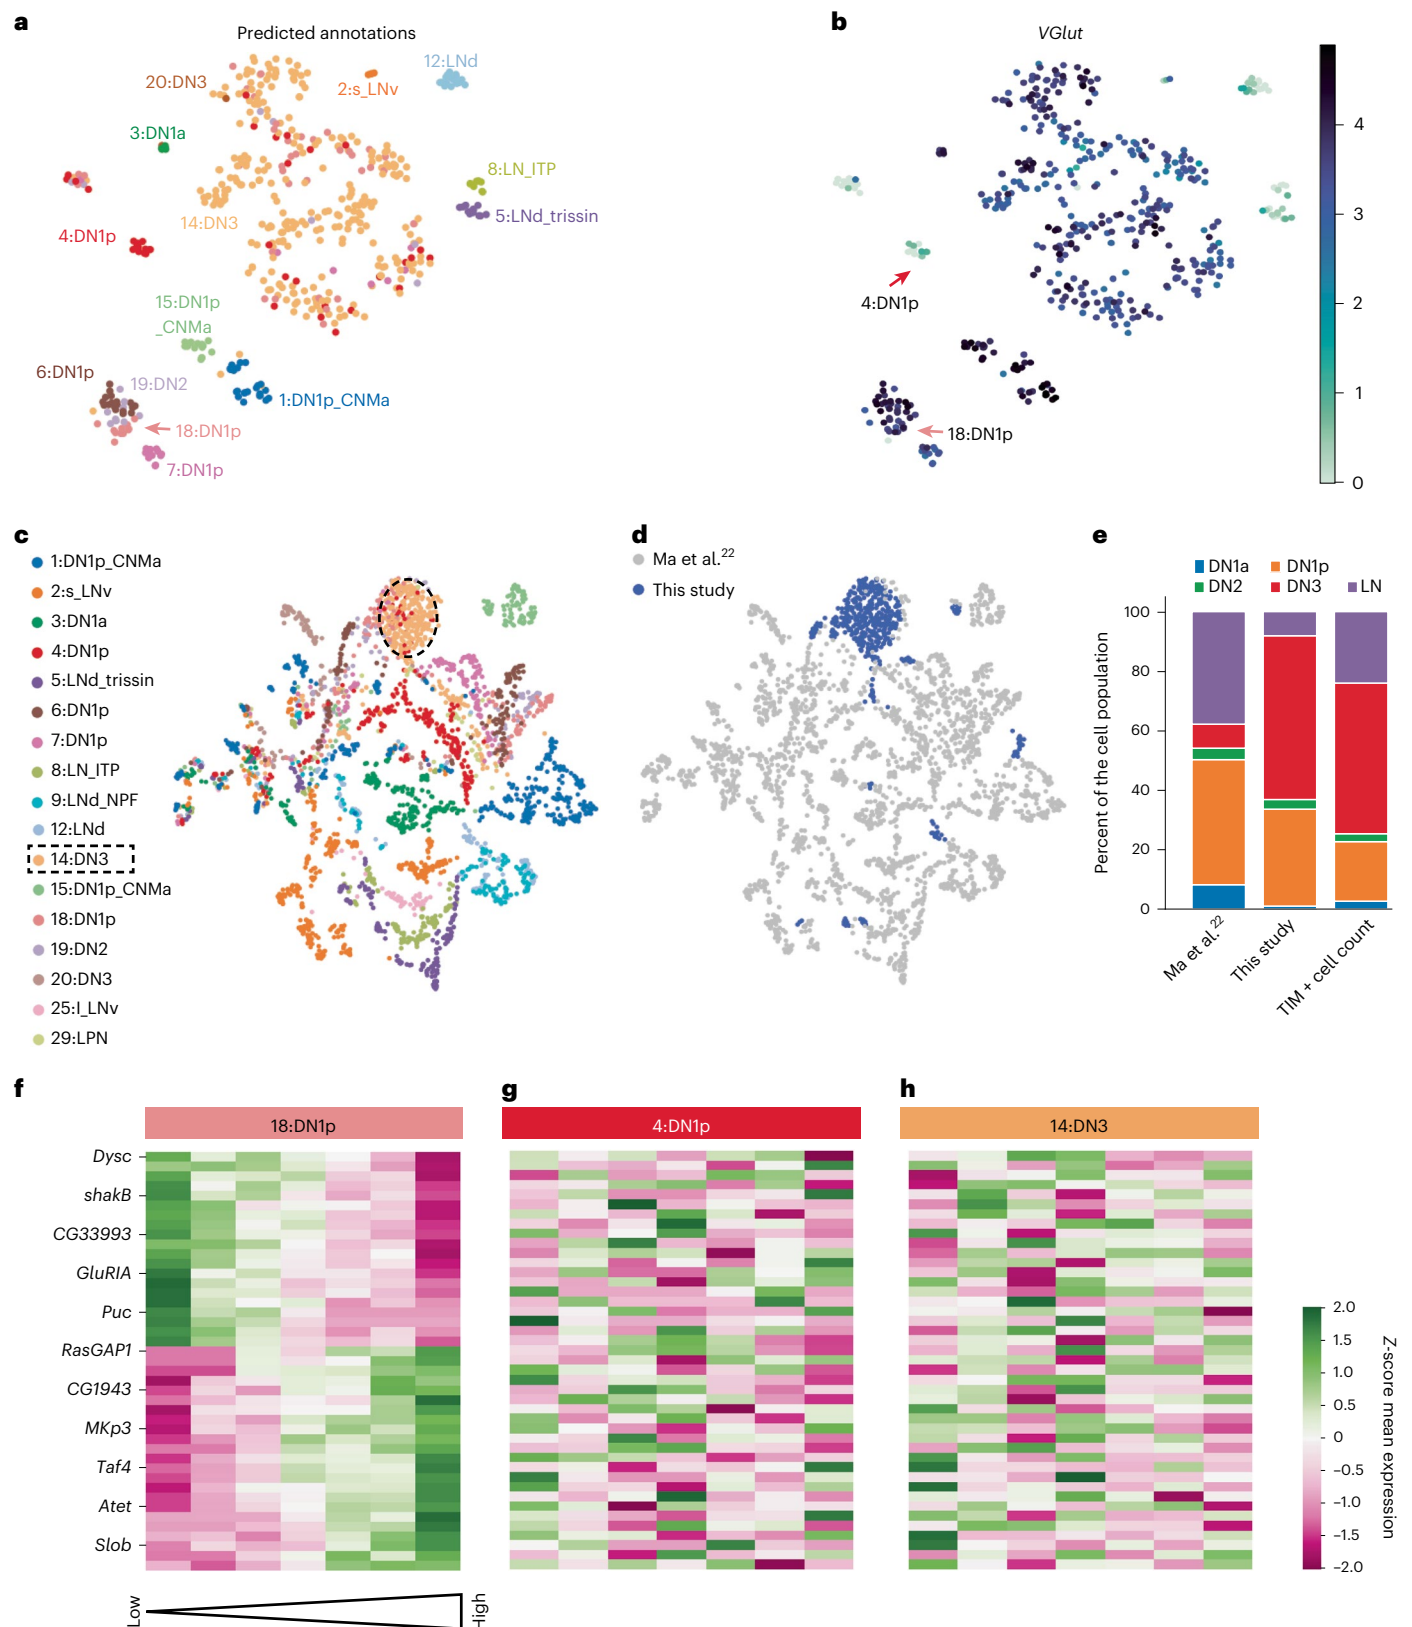 a
Predicted annotations
20:DN3
2:s_LNv
12:LNd
3:DN1a
8:LN_ITP
14:DN3
5:LNd_trissin
4:DN1p
15:DN1p
_CNMa
6:DN1p
19:DN2
1:DN1p_CNMa
18:DN1p
7:DN1p
b
VGlut
4:DN1p
18:DN1p
4
3
2
1
0
c
1:DN1p_CNMa
2:s_LNv
3:DN1a
4:DN1p
5:LNd_trissin
6:DN1p
7:DN1p
8:LN_ITP
9:LNd_NPF
12:LNd
14:DN3
15:DN1p_CNMa
18:DN1p
19:DN2
20:DN3
25:l_LNv
29:LPN
d
Ma et al.22
This study
e
DN1a DN1p
DN2 DN3 LN
Percent of the cell population
100
80
60
40
20
0
Ma et al.22
This study
TIM + cell count
f
18:DN1p
Dysc
shakB
CG33993
GluRIA
Puc
RasGAP1
CG1943
MKp3
Taf4
Atet
Slob
Low
High
g
4:DN1p
h
14:DN3
2.0
1.5
1.0
0.5
0
−0.5
−1.0
−1.5
−2.0
Z-score mean expression